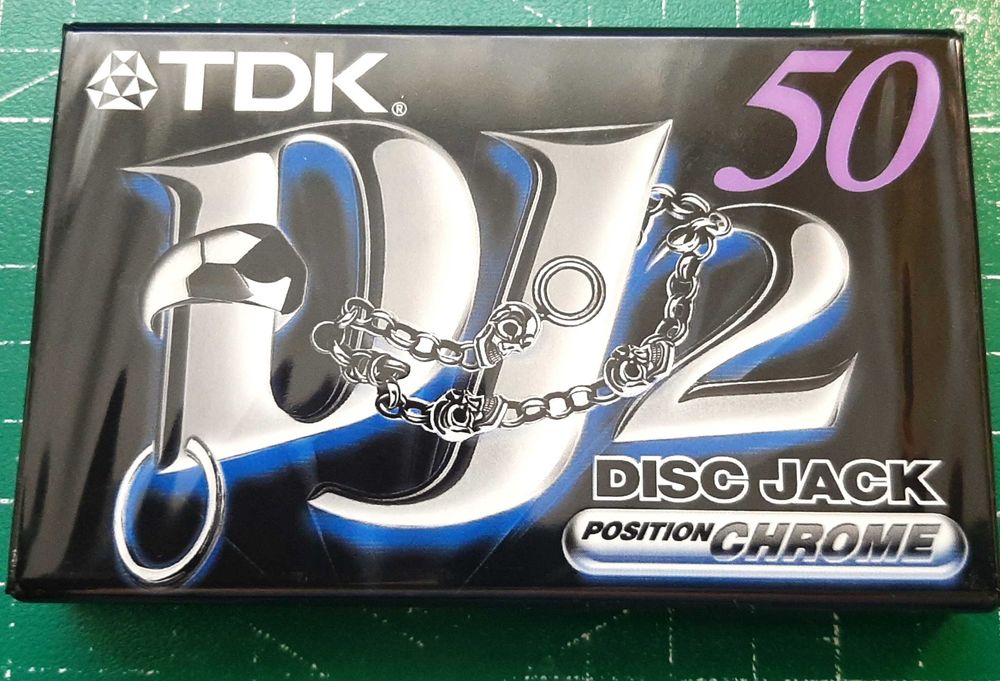 TDK®
50
DJ2
DISC JACK
POSITION CHROME